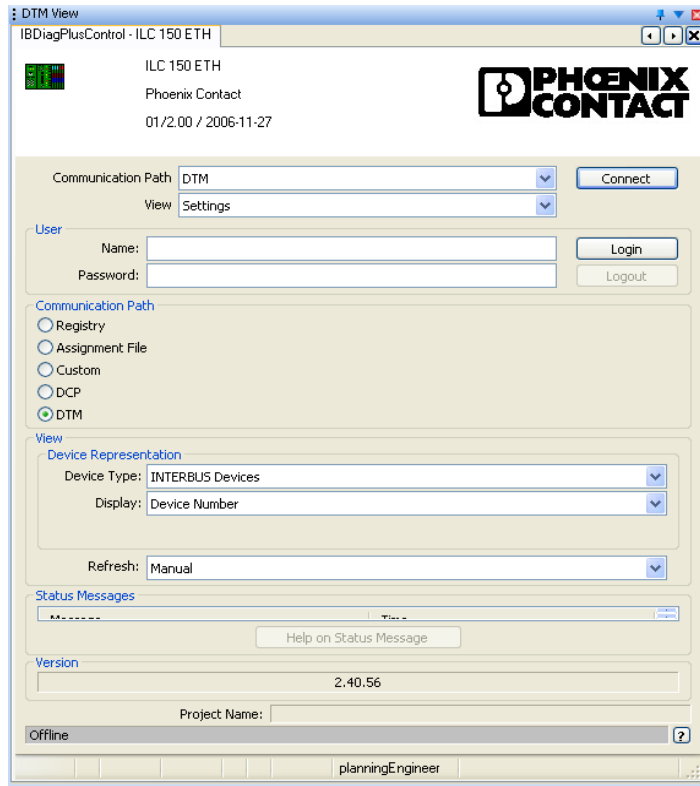 DTM View
IBDiagPlusControl - ILC 150 ETH
ILC 150 ETH
Phoenix Contact
01/2.00 / 2006-11-27
PHŒNIX
CONTACT
Communication Path DTM Connect
View Settings
User
Name: Login
Password: Logout
Communication Path
Registry
Assignment File
Custom
DCP
DTM
View
Device Representation
Device Type: INTERBUS Devices
Display: Device Number
Refresh: Manual
Status Messages
Message Time
Help on Status Message
Version
2.40.56
Project Name:
Offline ?
planningEngineer